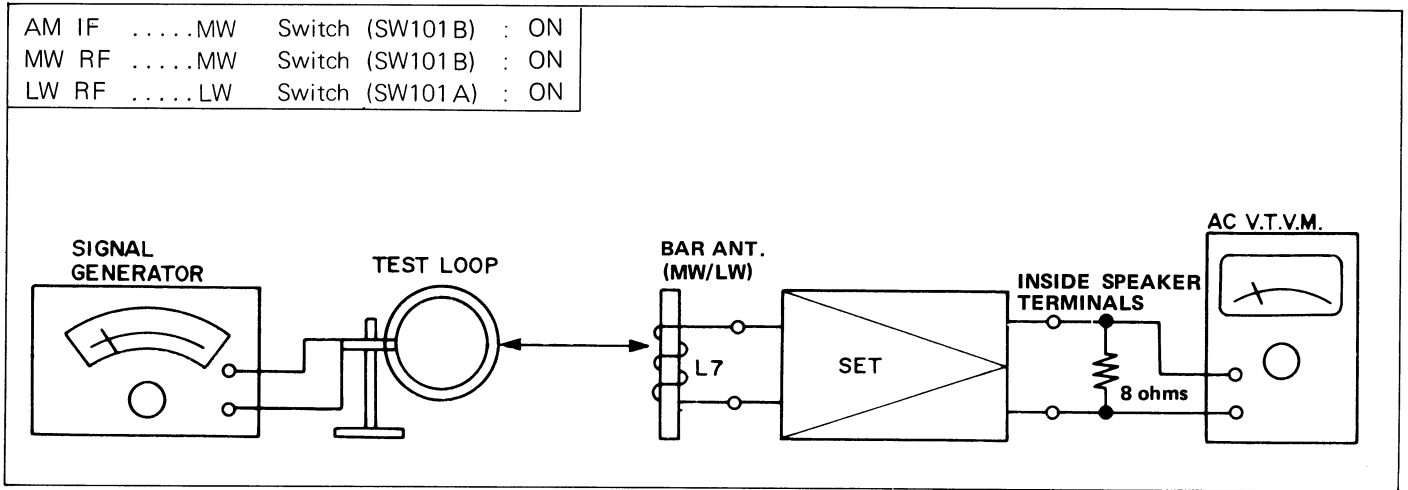 AM IF .....MW Switch (SW101B) : ON
MW RF .....MW Switch (SW101B) : ON
LW RF .....LW Switch (SW101A) : ON
AC V.T.V.M.
SIGNAL
GENERATOR
TEST LOOP
BAR ANT.
(MW/LW)
INSIDE SPEAKER
TERMINALS
L7
SET
8 ohms